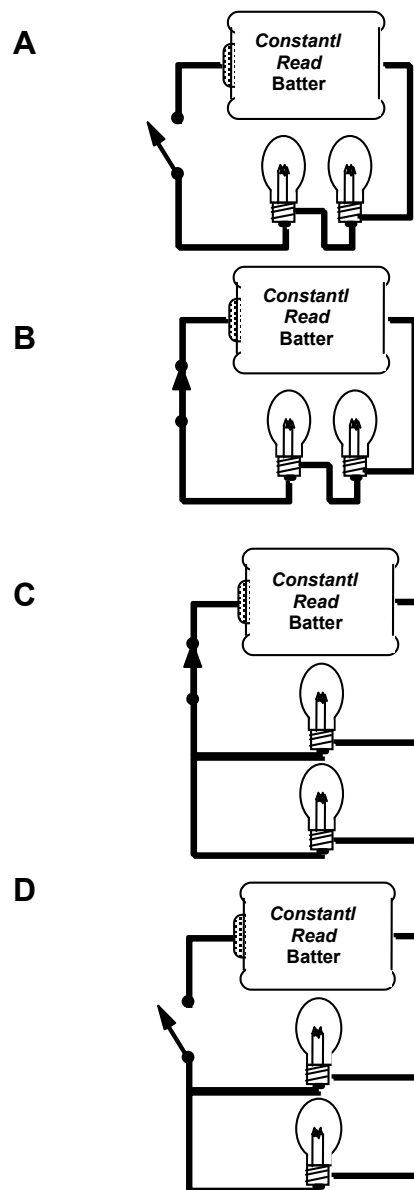 A
Constantl
Read
Batter
B
Constantl
Read
Batter
C
Constantl
Read
Batter
D
Constantl
Read
Batter